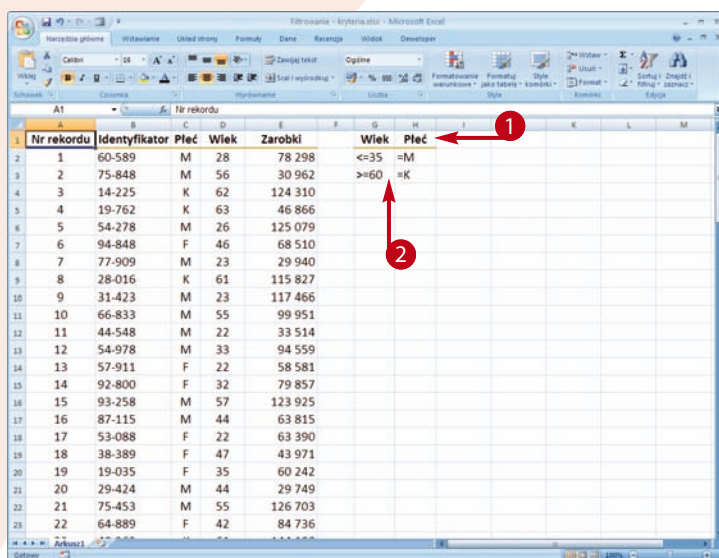 Filtrowanie - kryteria.xlsx - Microsoft Excel
Narzędzia główne Wstawianie Układ strony Formuły Dane Recenzja Widok Deweloper
Wklej
Calibri 16
Zawijaj tekst
Scal i wyśrodkuj
Ogólne
Formatowanie warunkowe
Formatuj jako tabelę
Style komórki
Wstaw
Usuń
Format
Sortuj i filtruj
Znajdź i zaznacz
Schowek Czcionka Wyrównanie Liczba Style Komórki Edycja
A1 fx Nr rekordu
A B C D E F G H I J K L M
1 Nr rekordu Identyfikator Płeć Wiek Zarobki Wiek Płeć 1
2 1 60-589 M 28 78 298 <=35 =M
3 2 75-848 M 56 30 962 >=60 =K
4 3 14-225 K 62 124 310
5 4 19-762 K 63 46 866
6 5 54-278 M 26 125 079
7 6 94-848 F 46 68 510 2
8 7 77-909 M 23 29 940
9 8 28-016 K 61 115 827
10 9 31-423 M 23 117 466
11 10 66-833 M 55 99 951
12 11 44-548 M 22 33 514
13 12 54-978 M 33 94 559
14 13 57-911 F 22 58 581
15 14 92-800 F 32 79 857
16 15 93-258 M 57 123 925
17 16 87-115 M 44 63 815
18 17 53-088 F 22 63 390
19 18 38-389 F 47 43 971
20 19 19-035 F 35 60 242
21 20 29-424 M 44 29 749
22 21 75-453 M 55 126 703
23 22 64-889 F 42 84 736
Arkusz1
Gotowy 100%